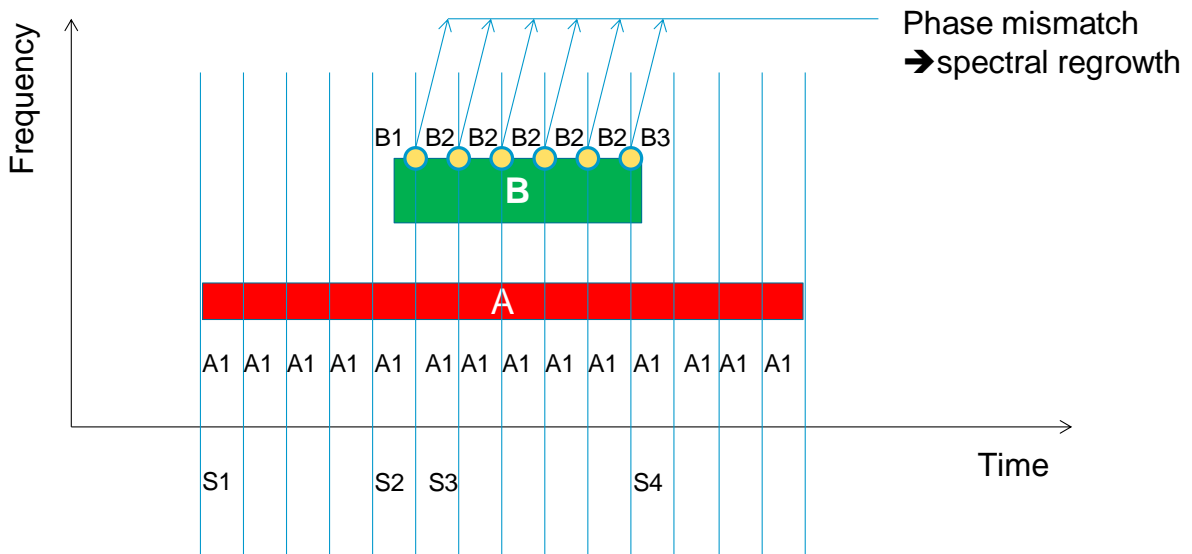 Phase mismatch
➔spectral regrowth
Frequency
B1 B2 B2 B2 B2 B2 B3
B
A
A1 A1 A1 A1 A1 A1 A1 A1 A1 A1 A1 A1 A1 A1
Time
S1 S2 S3 S4